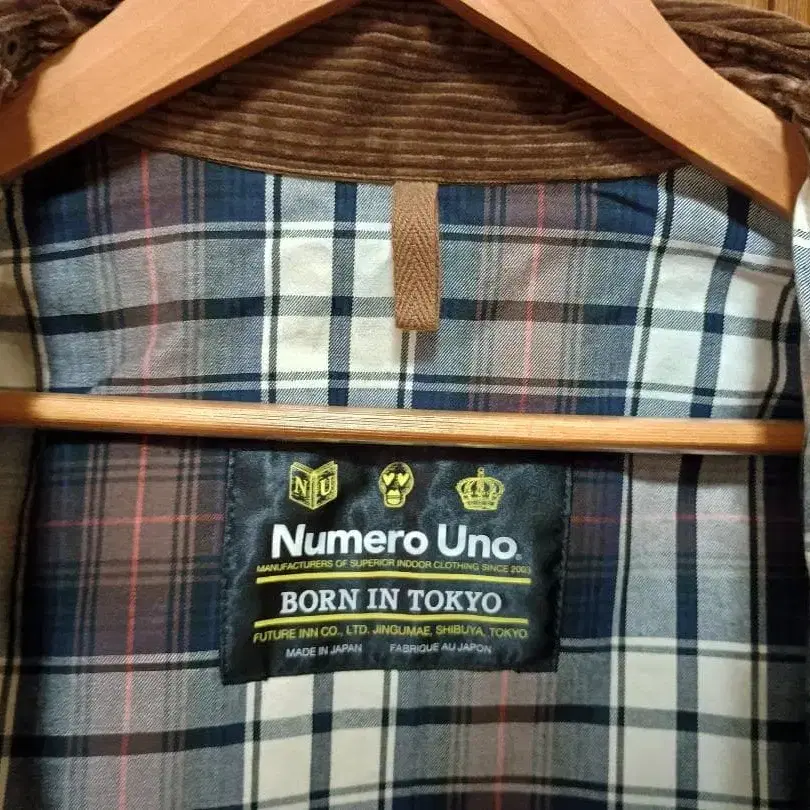 N U
Numero Uno.
MANUFACTURERS OF SUPERIOR INDOOR CLOTHING SINCE 2003
BORN IN TOKYO
FUTURE INN CO., LTD. JINGUMAE, SHIBUYA, TOKYO
MADE IN JAPAN FABRIQUE AU JAPON